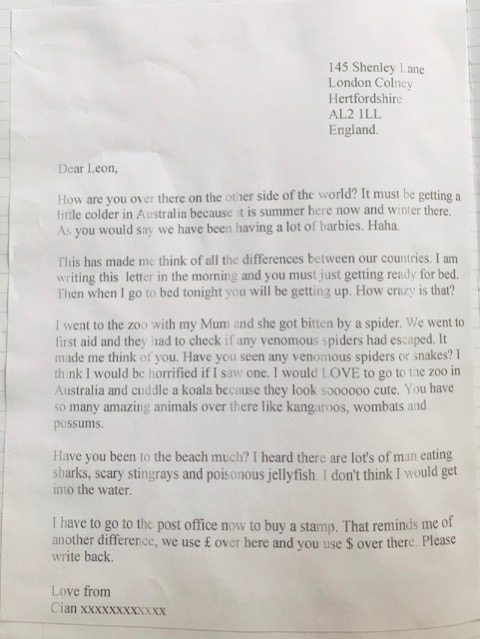 145 Shenley Lane
London Colney
Hertfordshire
AL2 1LL
England.
Dear Leon,
How are you over there on the other side of the world? It must be getting a
little colder in Australia because it is summer here now and winter there.
As you would say we have been having a lot of barbies. Haha.
This has made me think of all the differences between our countries. I am
writing this letter in the morning and you must just getting ready for bed.
Then when I go to bed tonight you will be getting up. How crazy is that?
I went to the zoo with my Mum and she got bitten by a spider. We went to
first aid and they had to check if any venomous spiders had escaped. It
made me think of you. Have you seen any venomous spiders or snakes? I
think I would be horrified if I saw one. I would LOVE to go to the zoo in
Australia and cuddle a koala because they look soooooo cute. You have
so many amazing animals over there like kangaroos, wombats and
possums.
Have you been to the beach much? I heard there are lot's of man eating
sharks, scary stingrays and poisonous jellyfish. I don't think I would get
into the water.
I have to go to the post office now to buy a stamp. That reminds me of
another difference, we use £ over here and you use $ over there. Please
write back.
Love from
Cian xxxxxxxxxxxx